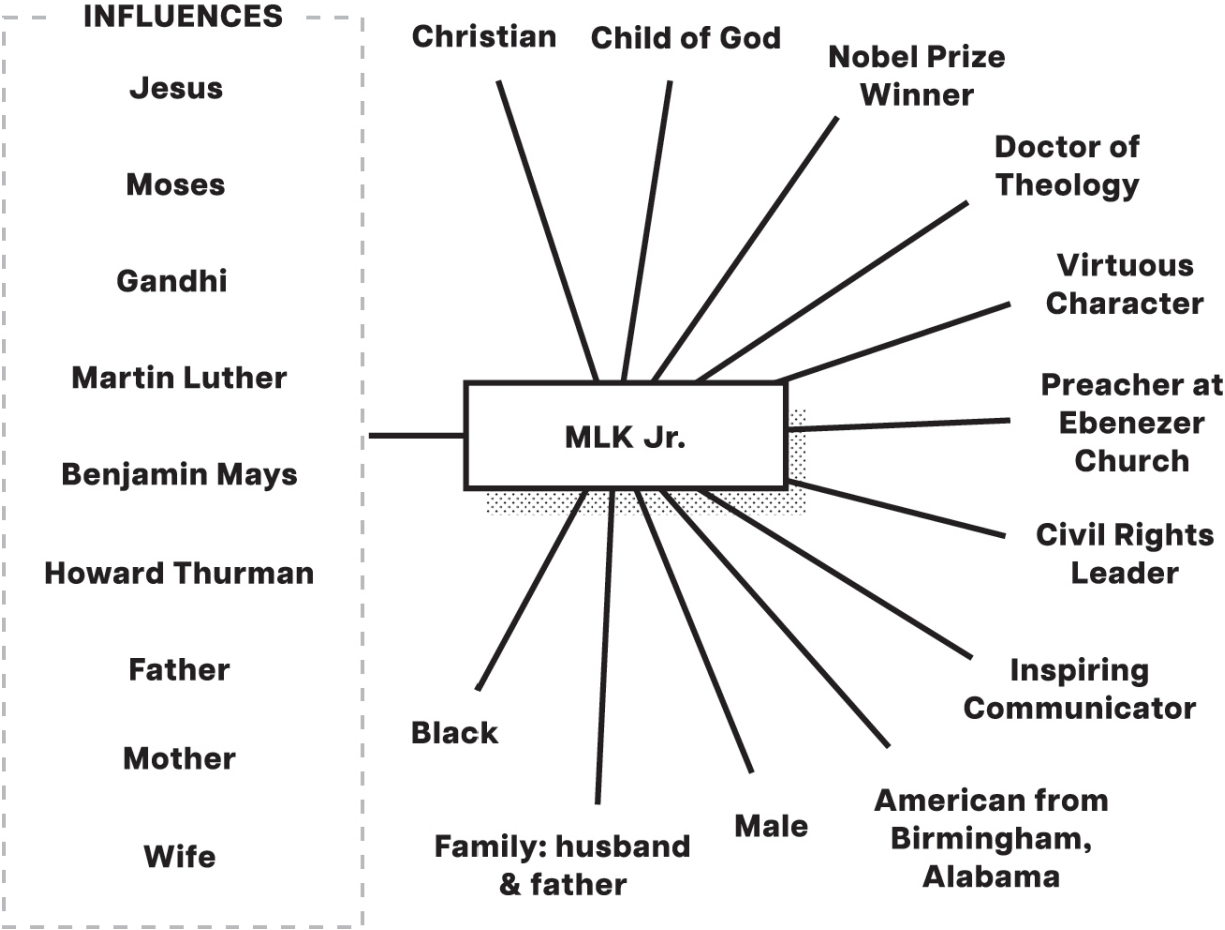 INFLUENCES
Jesus
Moses
Gandhi
Martin Luther
Benjamin Mays
Howard Thurman
Father
Mother
Wife
MLK Jr.
Christian
Child of God
Nobel Prize
Winner
Doctor of
Theology
Virtuous
Character
Preacher at
Ebenezer
Church
Civil Rights
Leader
Inspiring
Communicator
American from
Birmingham,
Alabama
Male
Family: husband
& father
Black